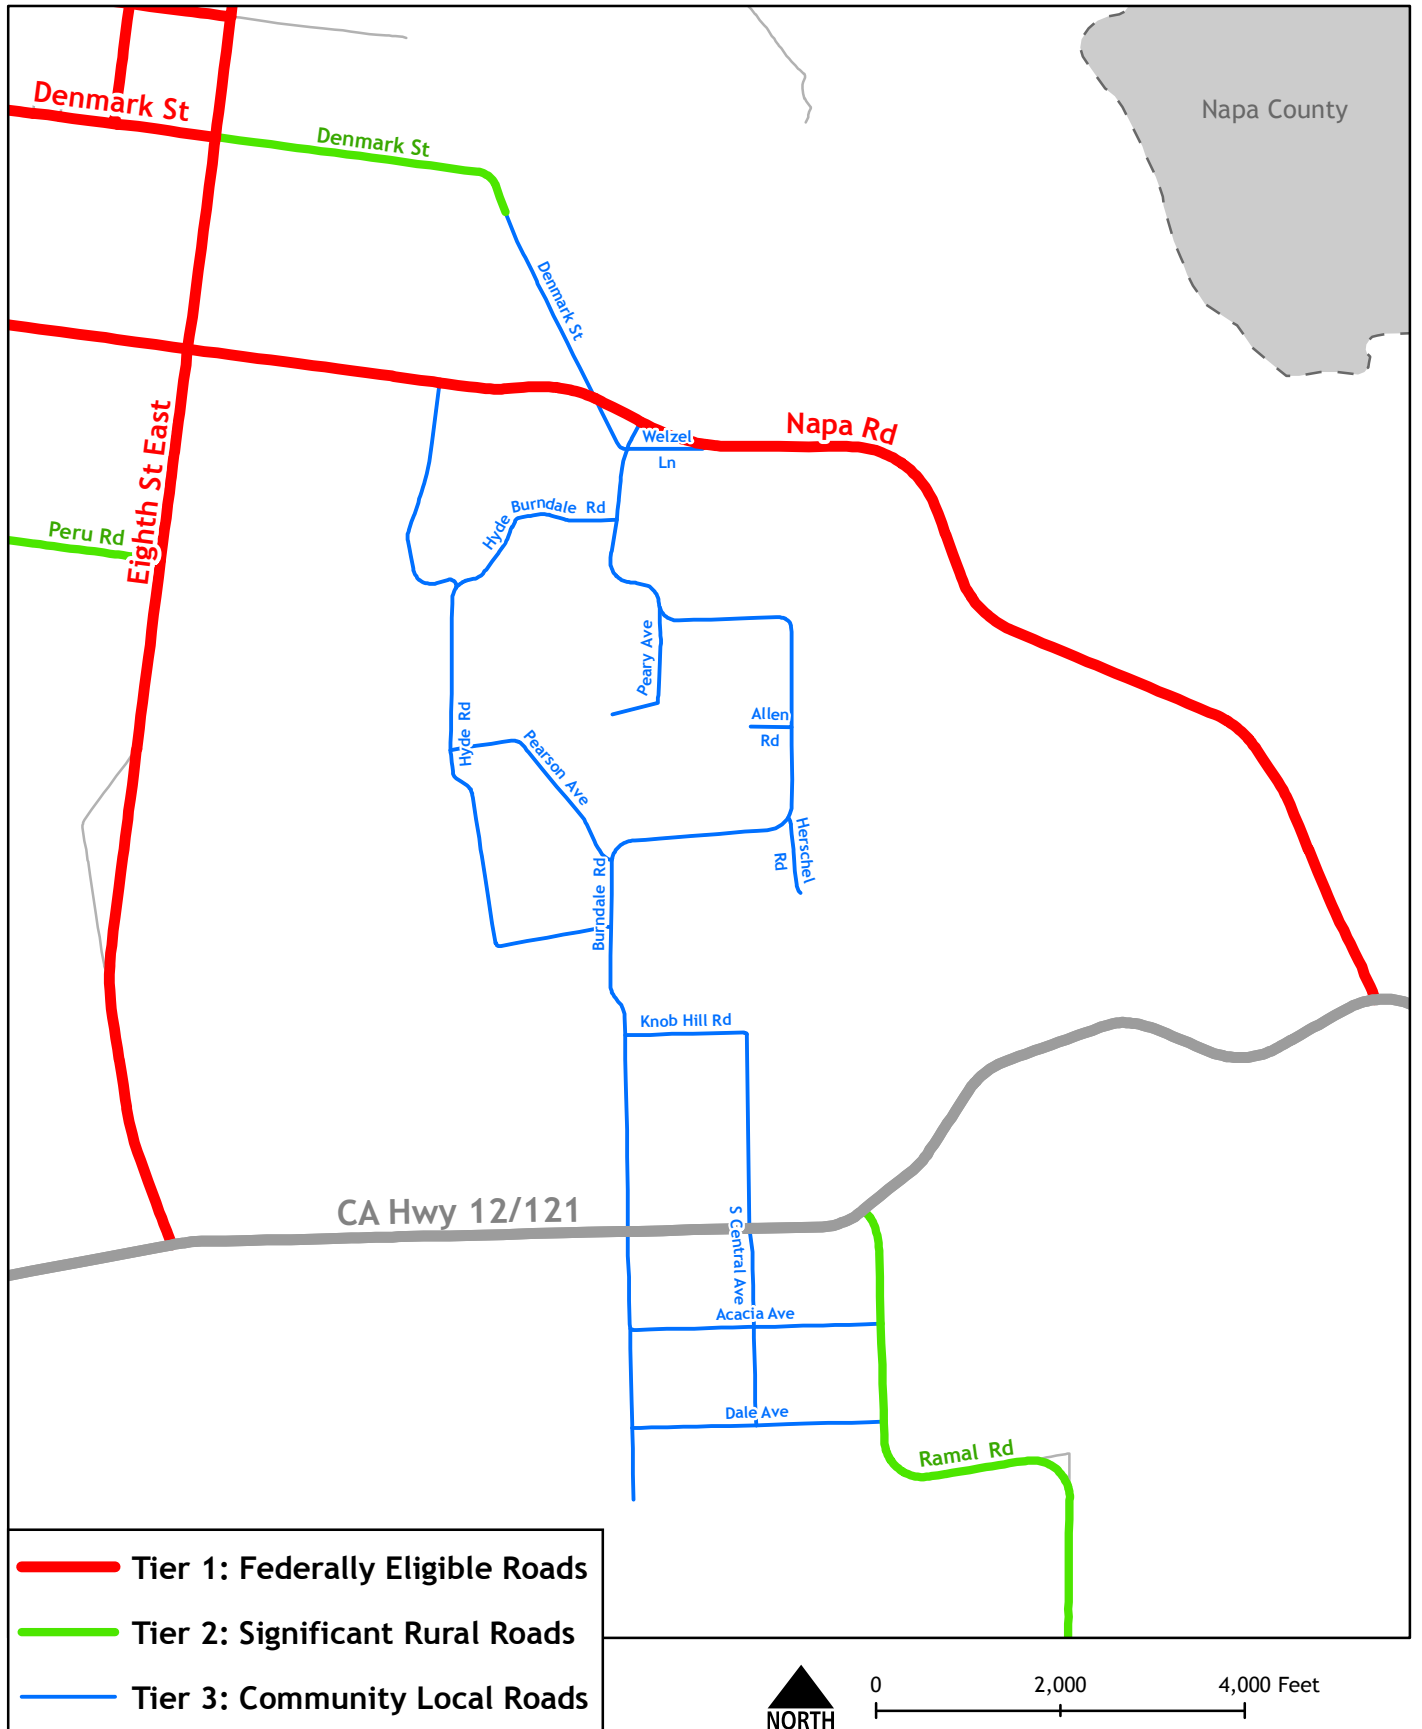 Denmark St
Denmark St
Napa County
Denmark St
Napa Rd
Welzel
Ln
Eighth St East
Peru Rd
Hyde Burndale Rd
Peary Ave
Allen
Rd
Hyde Rd
Pearson Ave
Herschel
Rd
Burndale Rd
Knob Hill Rd
CA Hwy 12/121
S Central Ave
Acacia Ave
Dale Ave
Ramal Rd
Tier 1: Federally Eligible Roads
Tier 2: Significant Rural Roads
Tier 3: Community Local Roads
NORTH
0 2,000 4,000 Feet